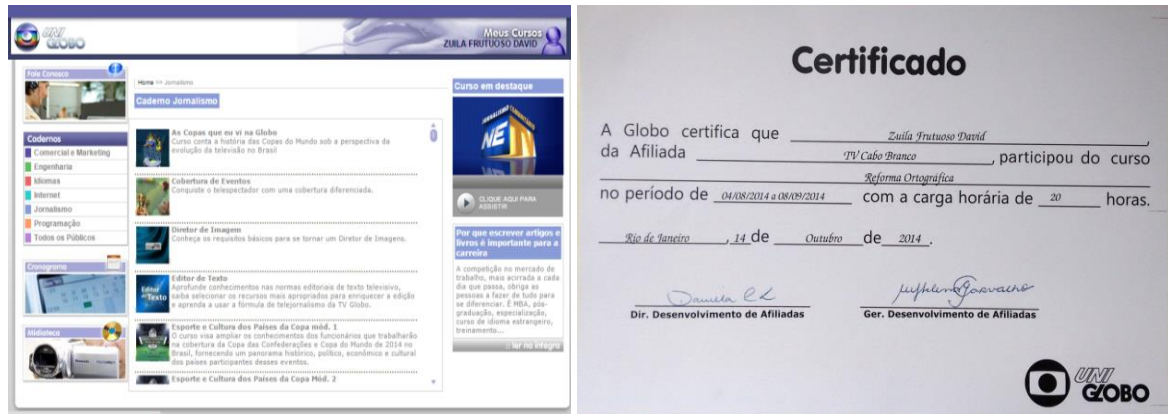 UNI
GLOBO
Meus Cursos
ZUILA FRUTUOSO DAVID
Fale Conosco
Cadernos
Comercial e Marketing
Engenharia
Idiomas
Internet
Jornalismo
Programação
Todos os Públicos
Cronograma
Midiateca
Home >> Jornalismo
Caderno Jornalismo
As Copas que eu vi na Globo
Curso conta a história das Copas do Mundo sob a perspectiva da
evolução da televisão no Brasil
Cobertura de Eventos
Conquiste o telespectador com uma cobertura diferenciada.
Diretor de Imagem
Conheça os requisitos básicos para se tornar um Diretor de Imagem.
Editor de Texto
Aprofunde conhecimentos nas normas editoriais de texto televisivo,
saiba selecionar os recursos mais apropriados para enriquecer a edição
e aprenda a usar a fórmula de telejornalismo da TV Globo.
Esporte e Cultura dos Países da Copa mód. 1
O curso visa ampliar os conhecimentos dos funcionários que trabalharão
na cobertura da Copa das Confederações e Copa do Mundo de 2014 no
Brasil, fornecendo um panorama histórico, político, econômico e cultural
dos países participantes desses eventos.
Esporte e Cultura dos Países da Copa Mód. 2
Curso em destaque
JORNALISMO COMUNITÁRIO
NETV
CLIQUE AQUI PARA
ASSISTIR!
Por que escrever artigos e
livros é importante para a
carreira
A competição no mercado de
trabalho, mais acirrada a cada
dia que passa, obriga as
pessoas a fazer de tudo para
se diferenciar. É MBA, pós-
graduação, especialização,
curso de idioma estrangeiro,
treinamento...
:: ler na íntegra
Certificado
A Globo certifica que Zuila Frutuoso David,
da Afiliada TV Cabo Branco, participou do curso
Reforma Ortográfica
no período de 04/08/2014 a 08/09/2014 com a carga horária de 20 horas.
Rio de Janeiro, 14 de Outubro de 2014.
Dir. Desenvolvimento de Afiliadas
Ger. Desenvolvimento de Afiliadas
UNI
GLOBO